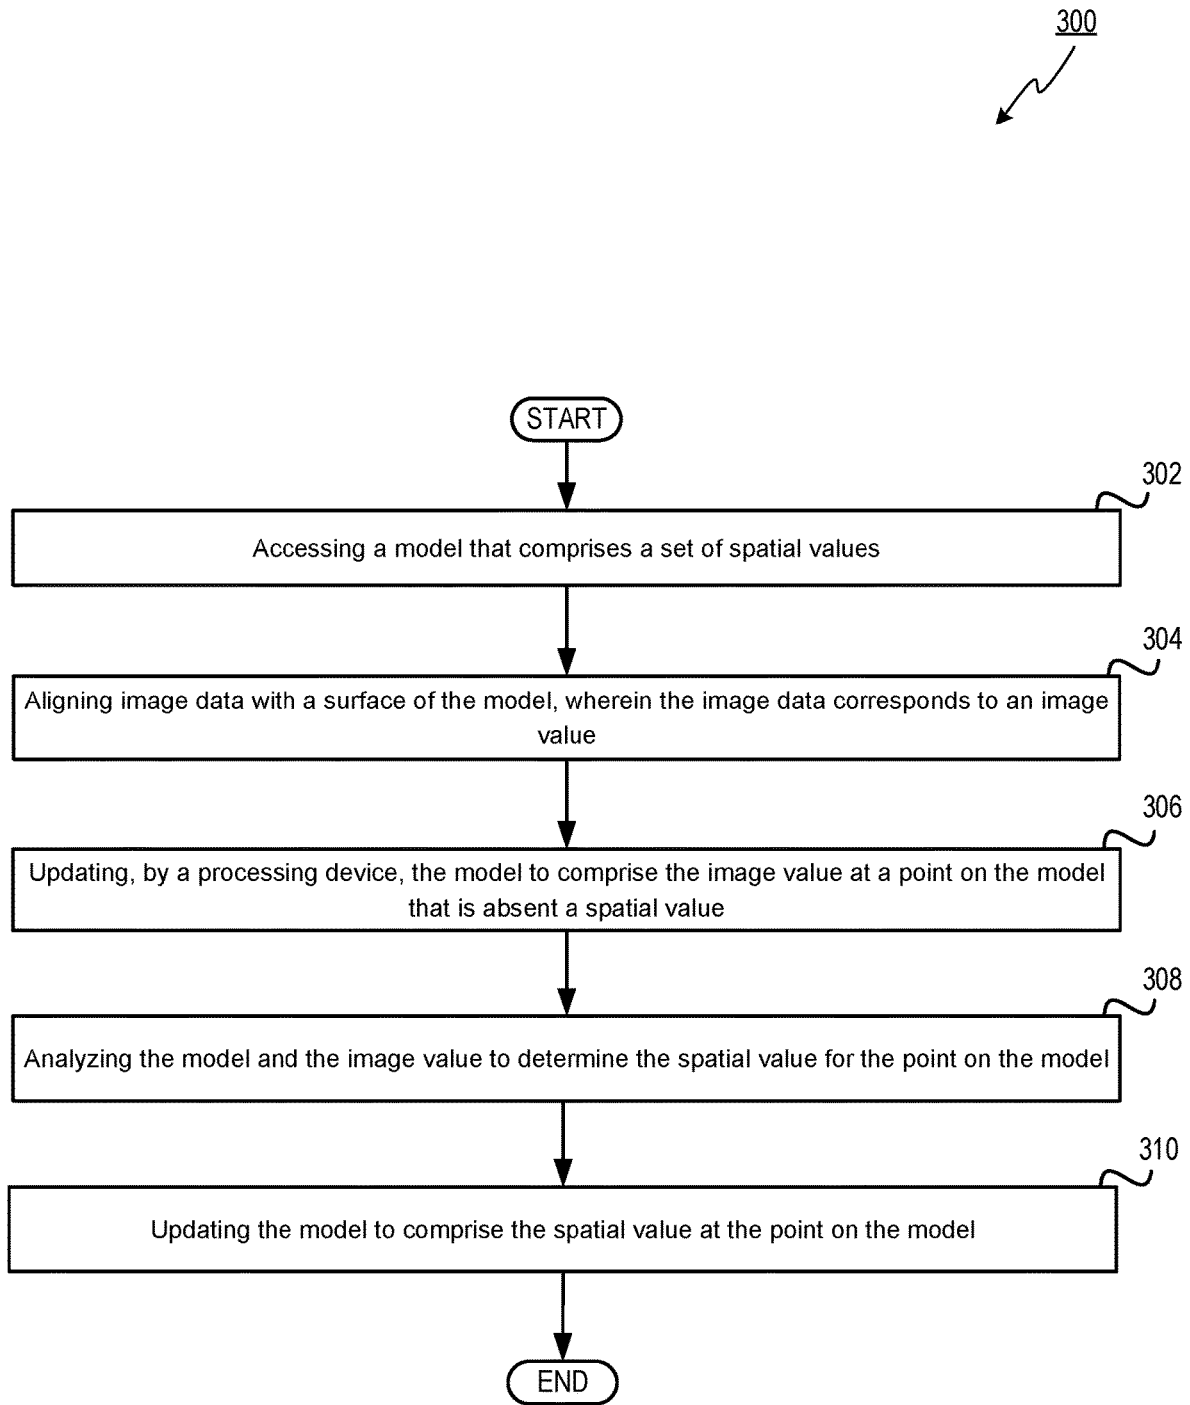 300
START
302
Accessing a model that comprises a set of spatial values
304
Aligning image data with a surface of the model, wherein the image data corresponds to an image
value
306
Updating, by a processing device, the model to comprise the image value at a point on the model
that is absent a spatial value
308
Analyzing the model and the image value to determine the spatial value for the point on the model
310
Updating the model to comprise the spatial value at the point on the model
END